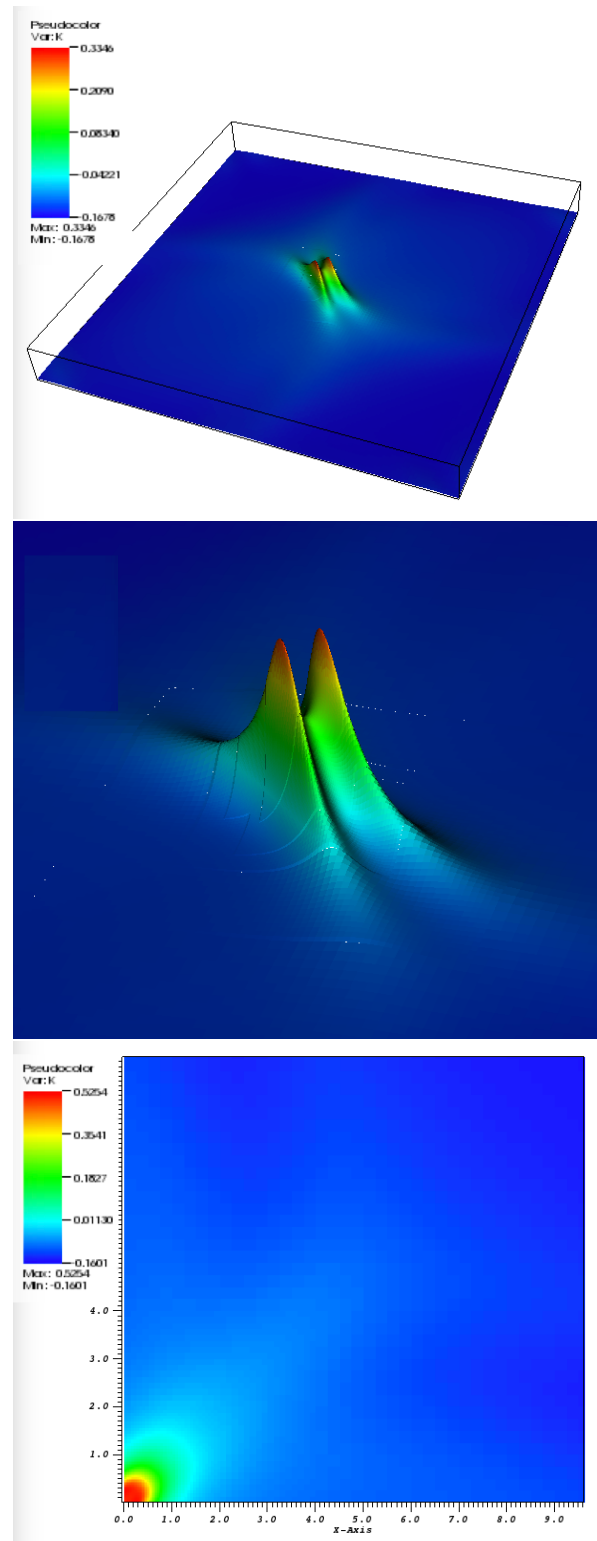 Pseudocolor
Var: K
0.3346
0.2090
0.08340
-0.04221
-0.1678
Max: 0.3346
Min: -0.1678
Pseudocolor
Var: K
0.5254
0.3541
0.1827
0.01130
-0.1601
Max: 0.5254
Min: -0.1601
4.0
3.0
2.0
1.0
0.0 1.0 2.0 3.0 4.0 5.0 6.0 7.0 8.0 9.0
X-Axis